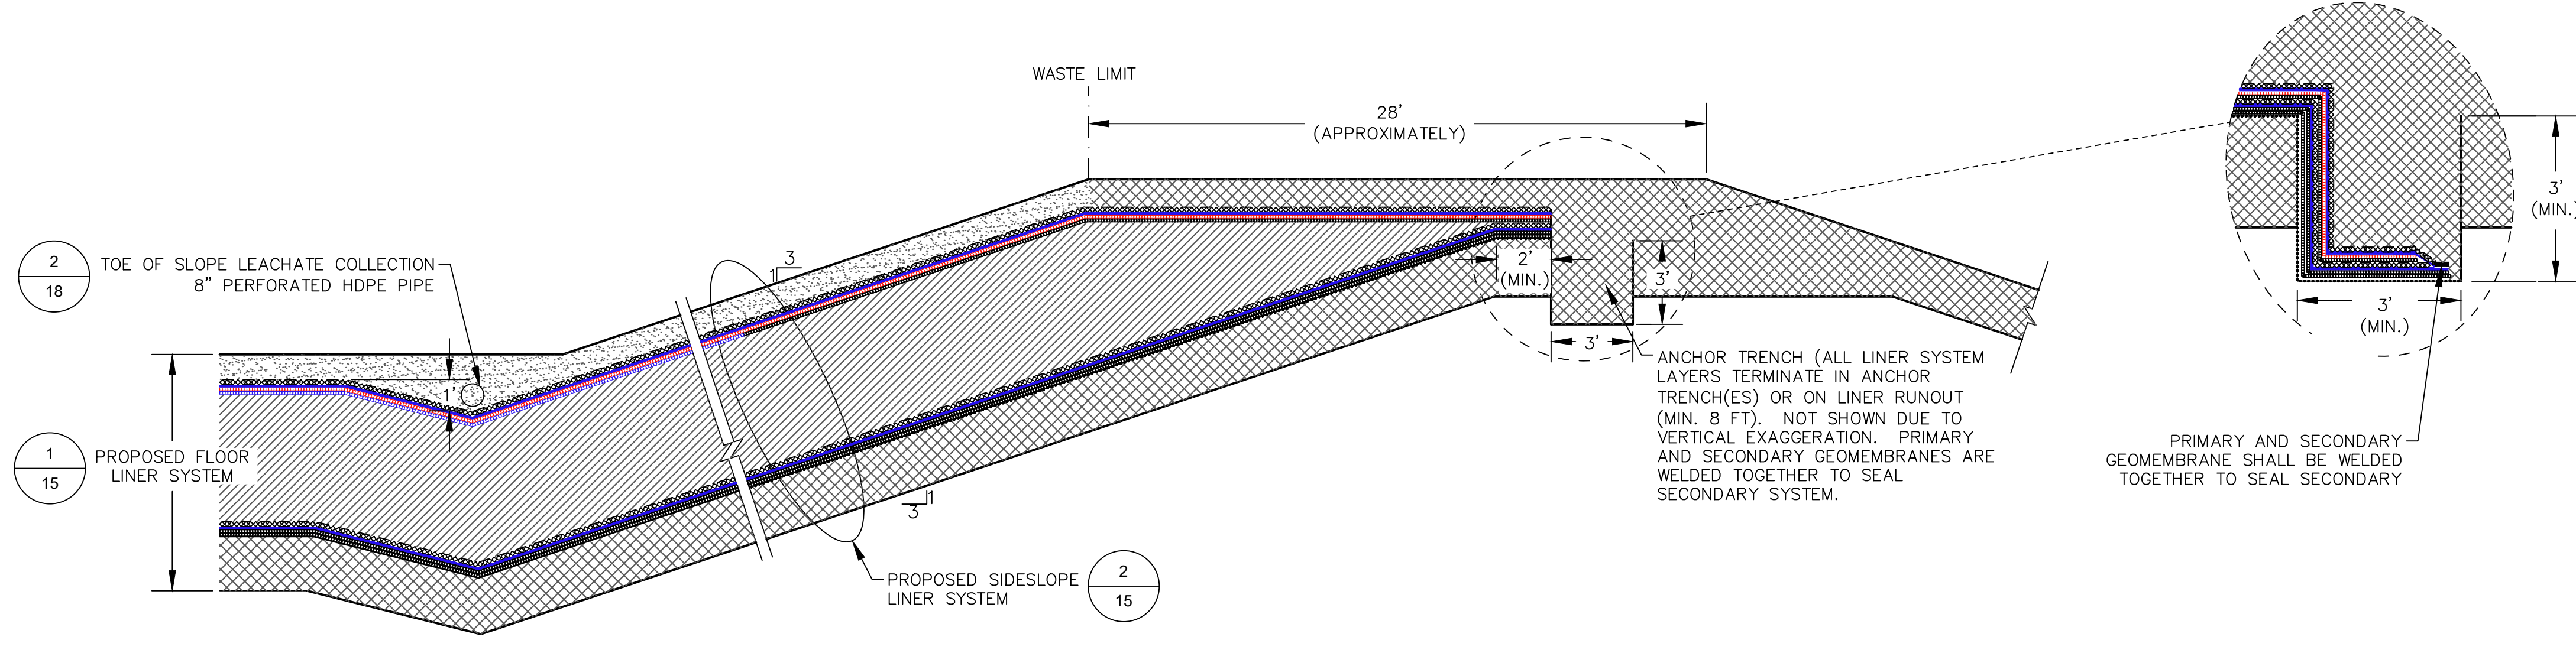 WASTE LIMIT
28'
(APPROXIMATELY)
2
18
TOE OF SLOPE LEACHATE COLLECTION
8" PERFORATED HDPE PIPE
3
1
1'
1
15
PROPOSED FLOOR
LINER SYSTEM
1
3
PROPOSED SIDESLOPE
LINER SYSTEM
2
15
2'
(MIN.)
3'
3'
ANCHOR TRENCH (ALL LINER SYSTEM
LAYERS TERMINATE IN ANCHOR
TRENCH(ES) OR ON LINER RUNOUT
(MIN. 8 FT). NOT SHOWN DUE TO
VERTICAL EXAGGERATION. PRIMARY
AND SECONDARY GEOMEMBRANES ARE
WELDED TOGETHER TO SEAL
SECONDARY SYSTEM.
3'
(MIN.)
3'
(MIN.)
PRIMARY AND SECONDARY
GEOMEMBRANE SHALL BE WELDED
TOGETHER TO SEAL SECONDARY